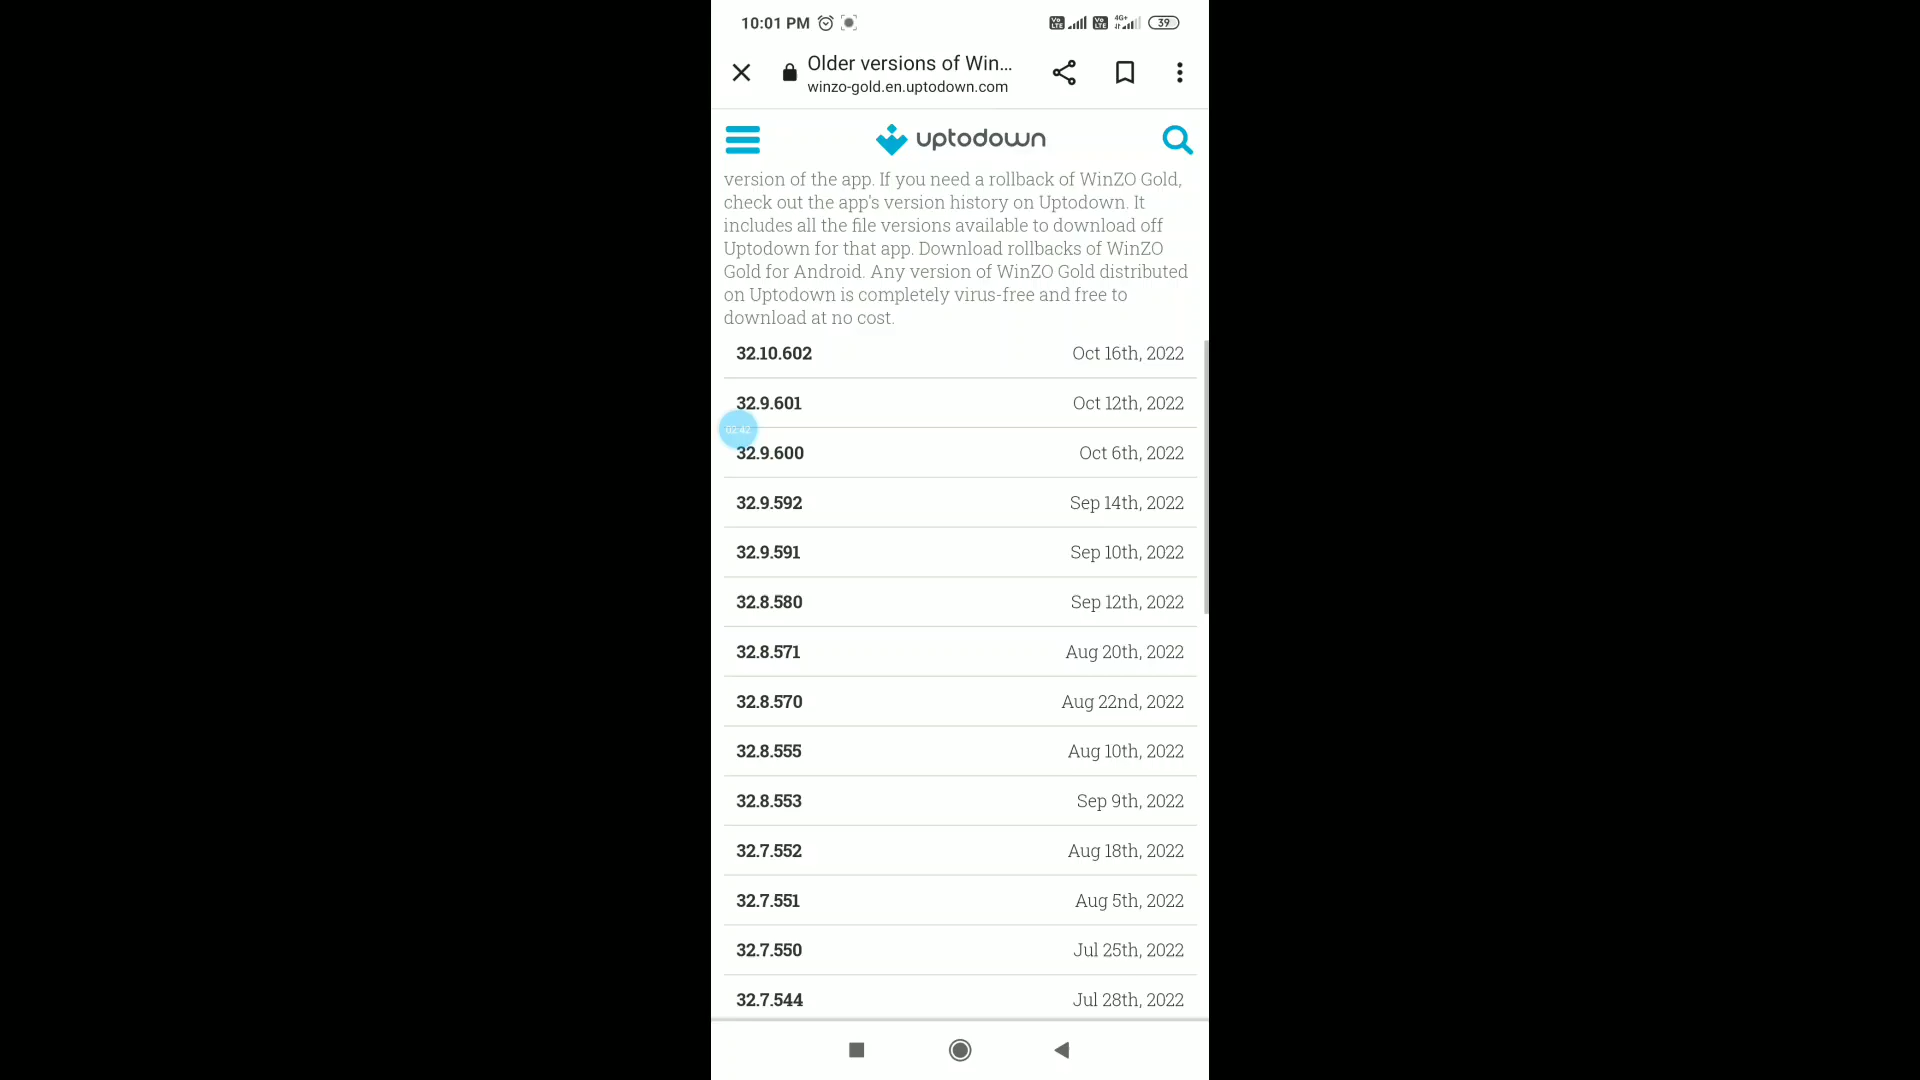 10:01 PM
Vo LTE
Vo LTE
4G+
39
Older versions of Win...
winzo-gold.en.uptodown.com
uptodown
version of the app. If you need a rollback of WinZO Gold,
check out the app's version history on Uptodown. It
includes all the file versions available to download off
Uptodown for that app. Download rollbacks of WinZO
Gold for Android. Any version of WinZO Gold distributed
on Uptodown is completely virus-free and free to
download at no cost.
32.10.602 Oct 16th, 2022
32.9.601 Oct 12th, 2022
02:42
32.9.600 Oct 6th, 2022
32.9.592 Sep 14th, 2022
32.9.591 Sep 10th, 2022
32.8.580 Sep 12th, 2022
32.8.571 Aug 20th, 2022
32.8.570 Aug 22nd, 2022
32.8.555 Aug 10th, 2022
32.8.553 Sep 9th, 2022
32.7.552 Aug 18th, 2022
32.7.551 Aug 5th, 2022
32.7.550 Jul 25th, 2022
32.7.544 Jul 28th, 2022